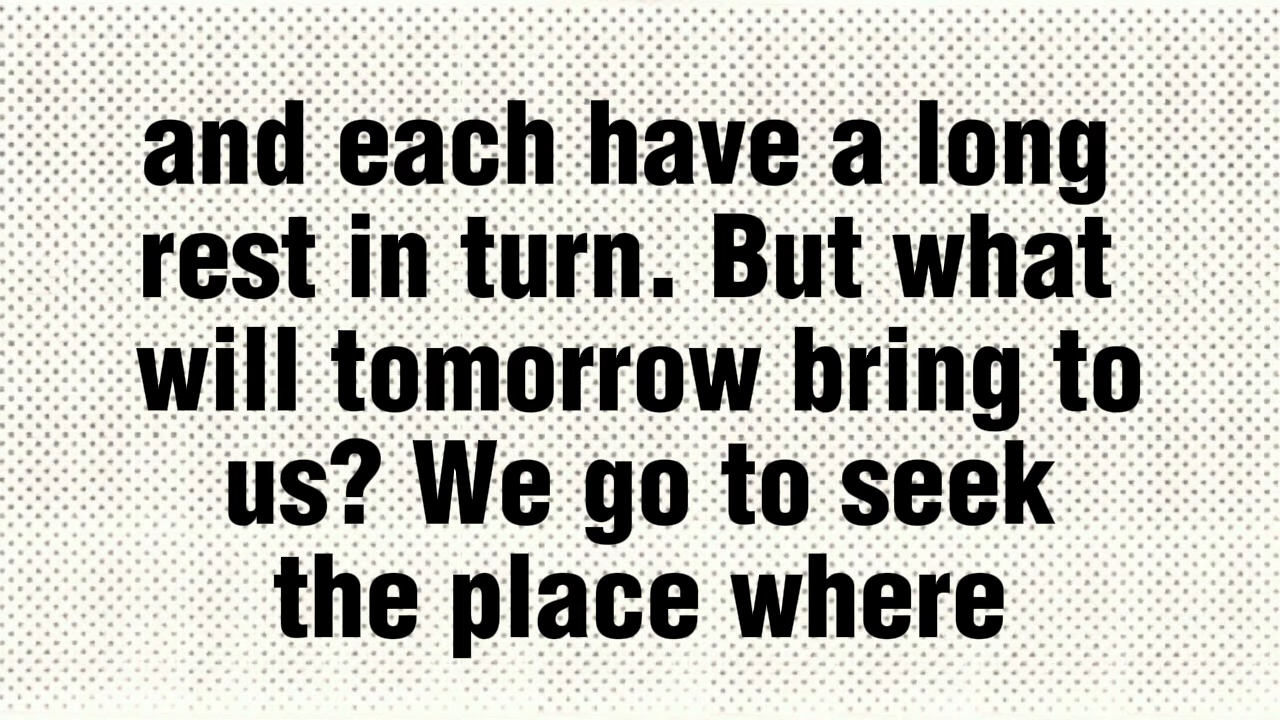 and each have a long
rest in turn. But what
will tomorrow bring to
us? We go to seek
the place where